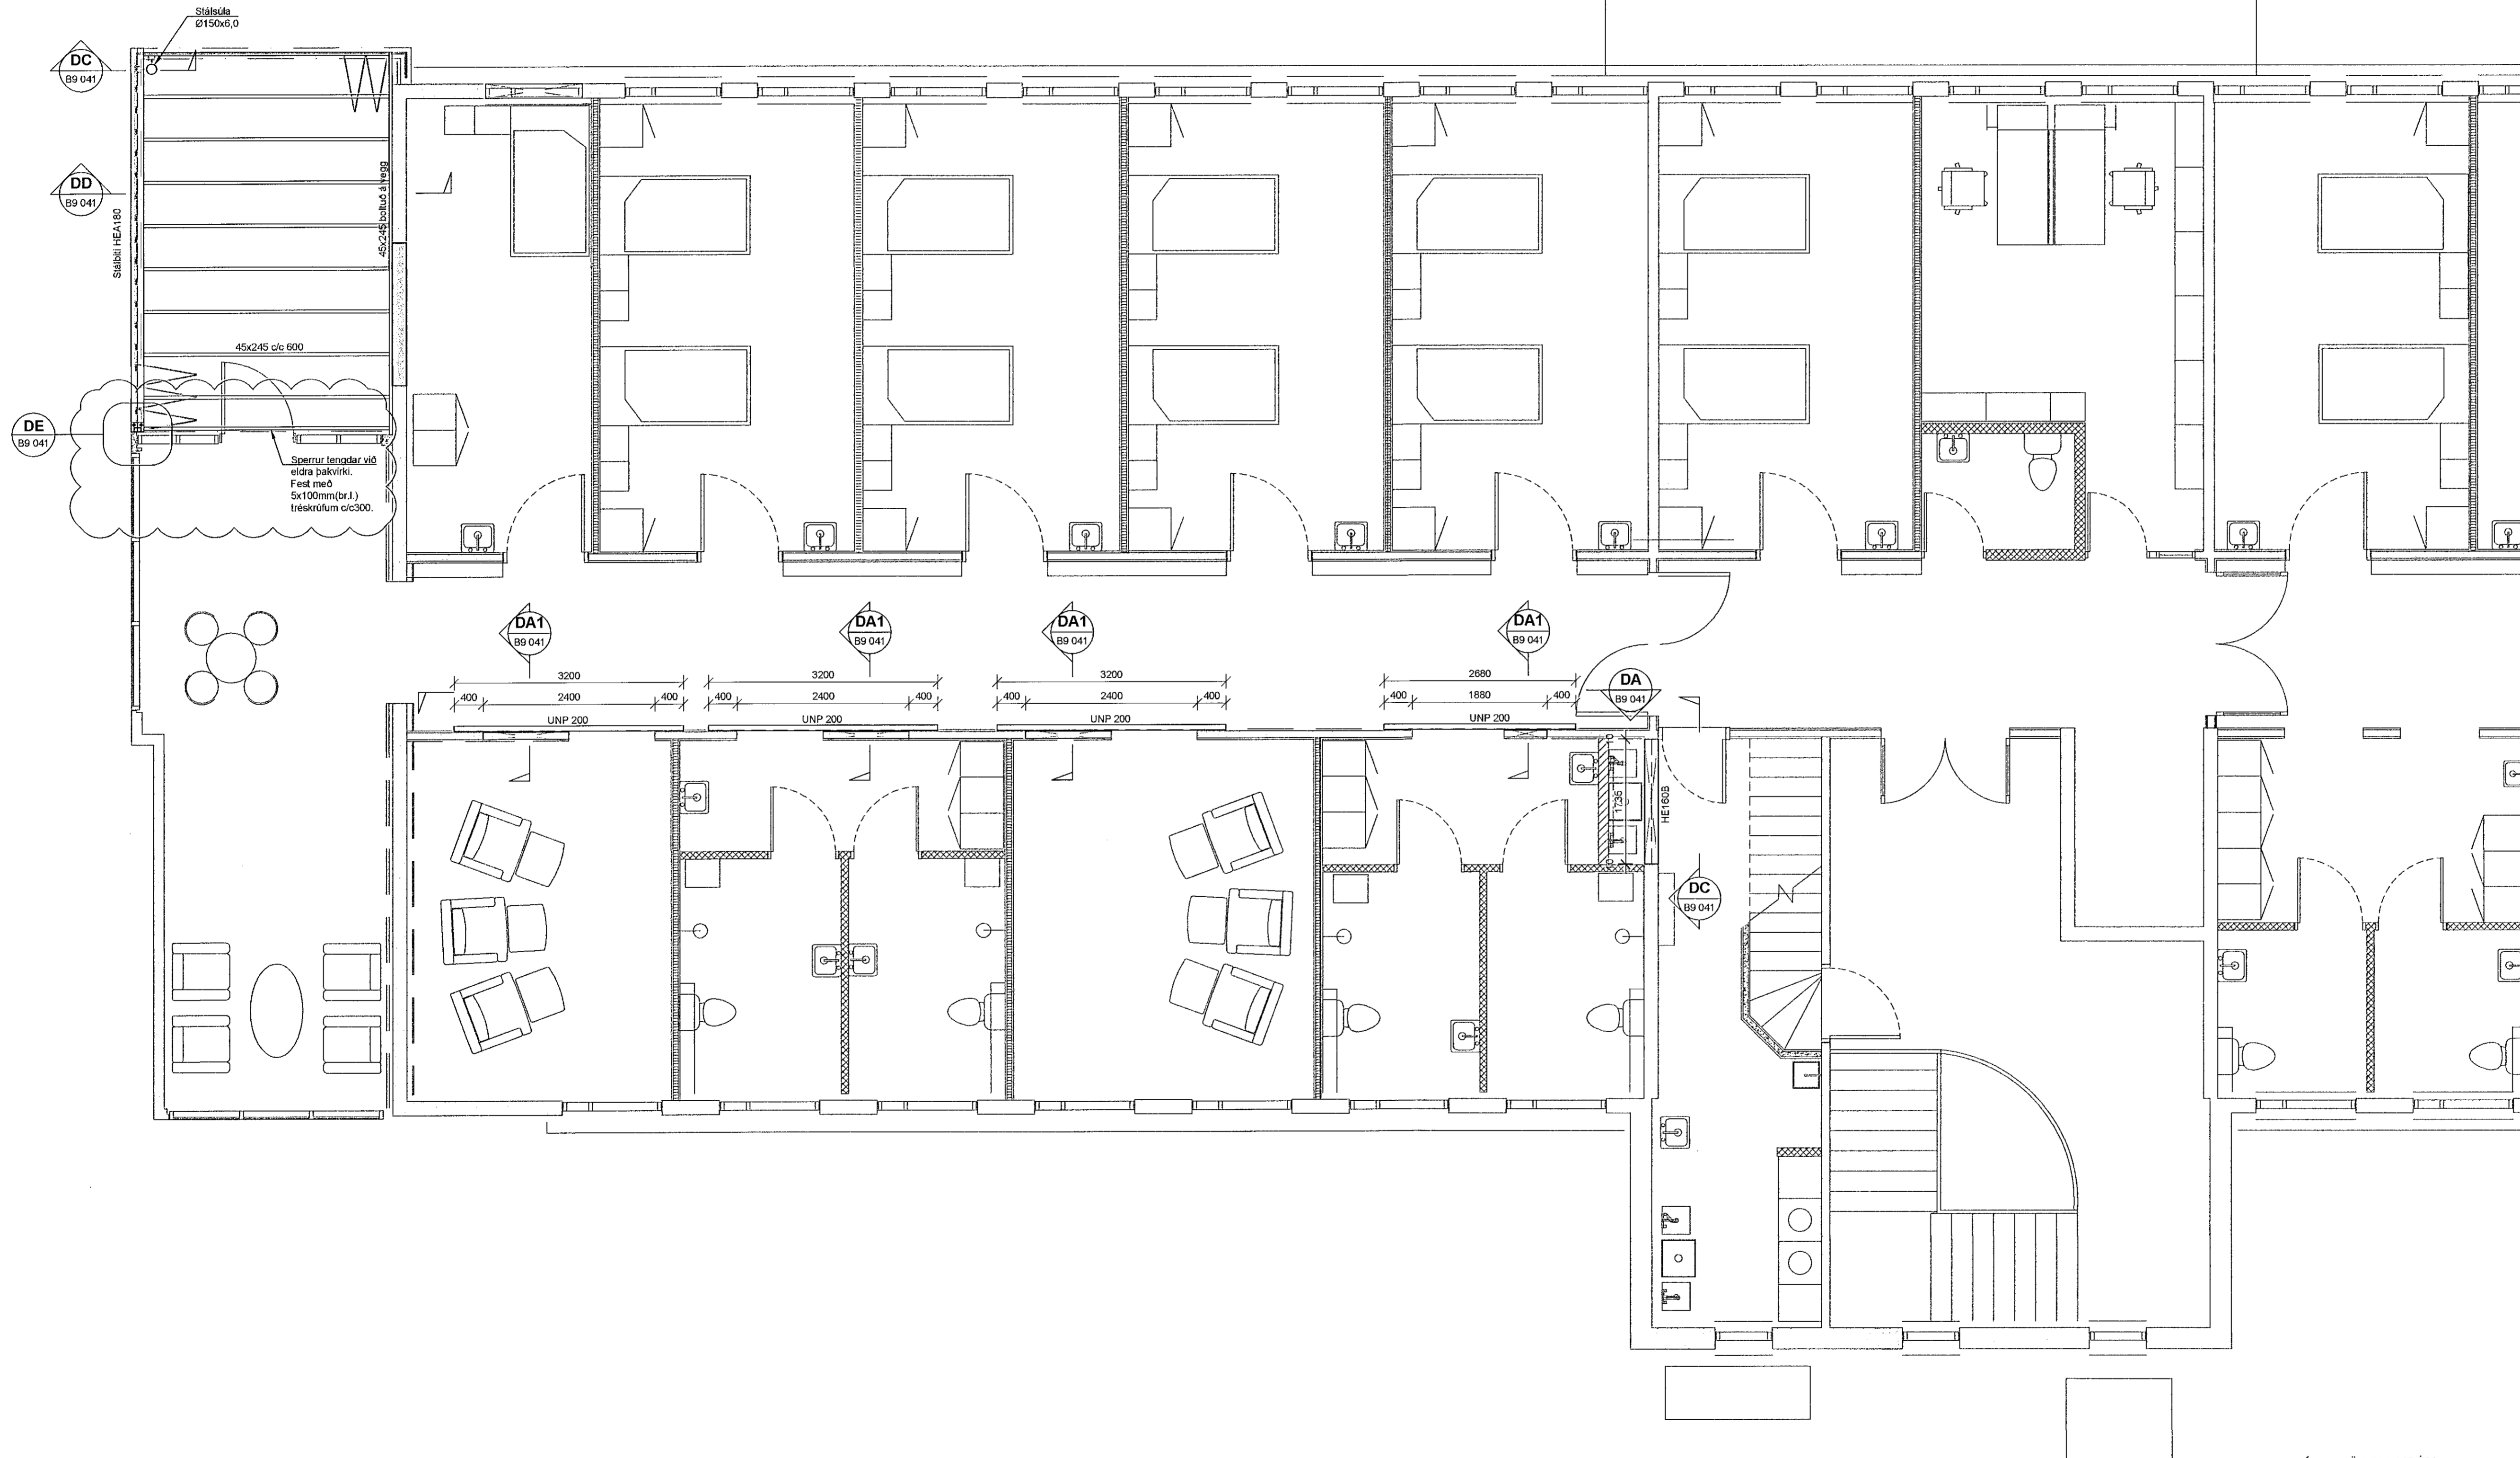 Stálsúla
Ø150x6,0
DC
B9 041
DD
B9 041
Stálbiti HEA180
45x245 boltuð á vegg
45x245 c/c 600
DE
B9 041
Sperrur tengdar við
eldra þakvirki.
Fest með
5x100mm(br.l.)
tréskrúfum c/c300.
DA1
B9 041
DA1
B9 041
DA1
B9 041
DA1
B9 041
3200
3200
3200
2680
400
2400
400
400
2400
400
400
2400
400
400
1880
400
UNP 200
UNP 200
UNP 200
UNP 200
DA
B9 041
1735
HE160B
DC
B9 041